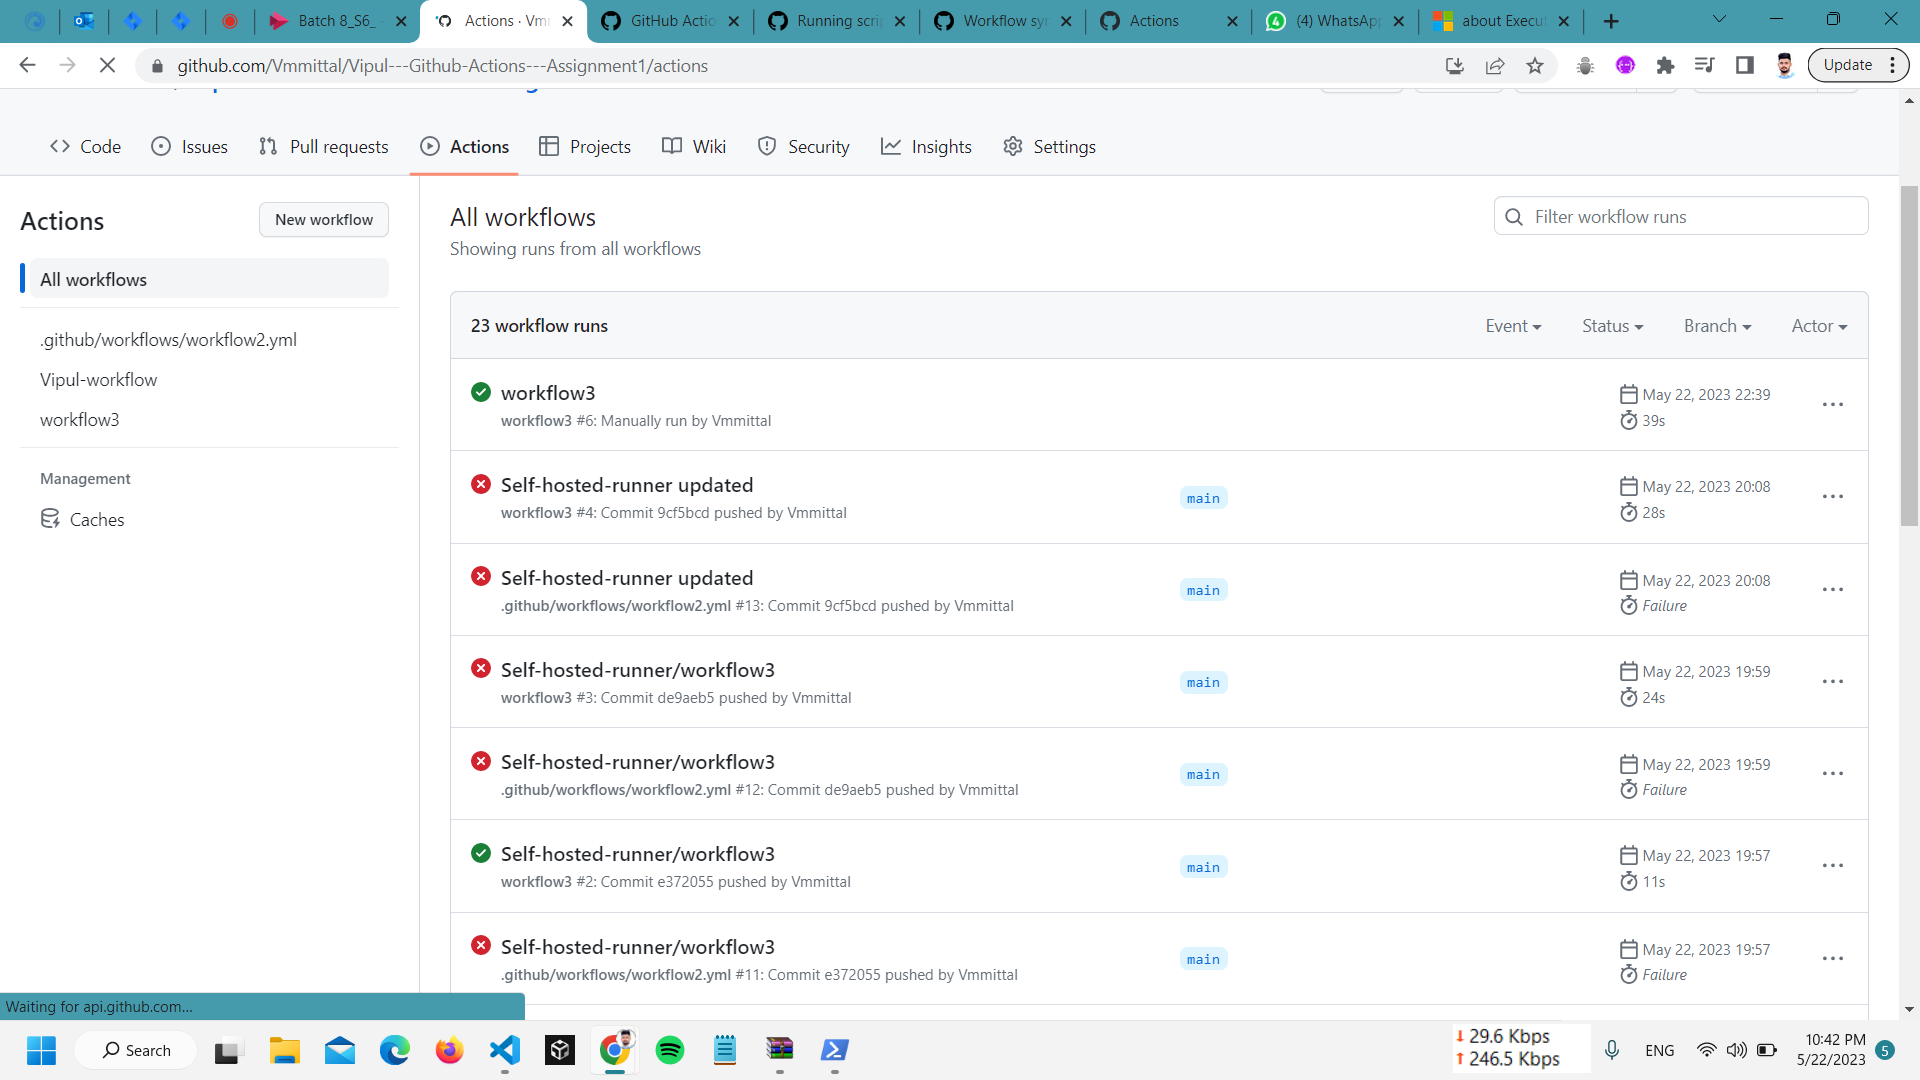 Batch 8_S6_
Actions · Vmm
GitHub Actio
Running scrip
Workflow syn
Actions
(4) WhatsApp
about Execut
github.com/Vmmittal/Vipul---Github-Actions---Assignment1/actions
Update
Code
Issues
Pull requests
Actions
Projects
Wiki
Security
Insights
Settings
Actions
New workflow
All workflows
.github/workflows/workflow2.yml
Vipul-workflow
workflow3
Management
Caches
All workflows
Showing runs from all workflows
Filter workflow runs
23 workflow runs
Event
Status
Branch
Actor
workflow3
workflow3 #6: Manually run by Vmmittal
May 22, 2023 22:39
39s
Self-hosted-runner updated
workflow3 #4: Commit 9cf5bcd pushed by Vmmittal
main
May 22, 2023 20:08
28s
Self-hosted-runner updated
.github/workflows/workflow2.yml #13: Commit 9cf5bcd pushed by Vmmittal
main
May 22, 2023 20:08
Failure
Self-hosted-runner/workflow3
workflow3 #3: Commit de9aeb5 pushed by Vmmittal
main
May 22, 2023 19:59
24s
Self-hosted-runner/workflow3
.github/workflows/workflow2.yml #12: Commit de9aeb5 pushed by Vmmittal
main
May 22, 2023 19:59
Failure
Self-hosted-runner/workflow3
workflow3 #2: Commit e372055 pushed by Vmmittal
main
May 22, 2023 19:57
11s
Self-hosted-runner/workflow3
.github/workflows/workflow2.yml #11: Commit e372055 pushed by Vmmittal
main
May 22, 2023 19:57
Failure
Waiting for api.github.com...
Search
29.6 Kbps
246.5 Kbps
ENG
10:42 PM
5/22/2023
5